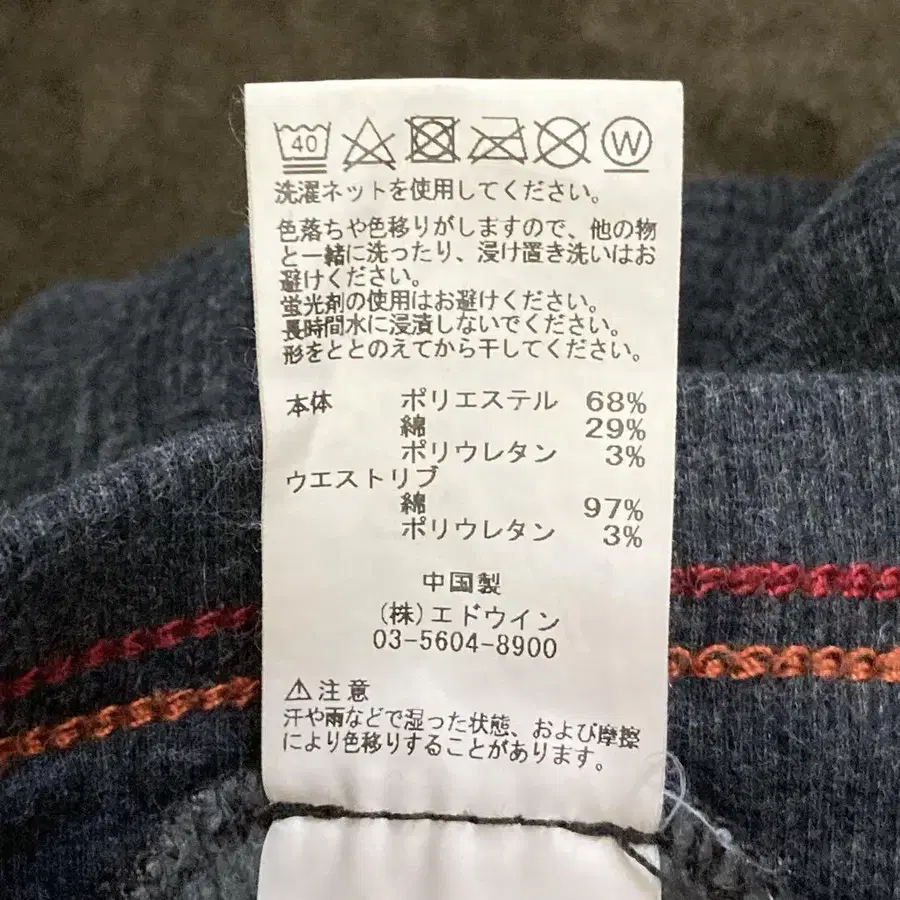 40 W
洗濯ネットを使用してください。
色落ちや色移りがしますので、他の物
と一緒に洗ったり、浸け置き洗いはお
避けください。
蛍光剤の使用はお避けください。
長時間水に浸漬しないでください。
形をととのえてから干してください。
本体 ポリエステル 68%
綿 29%
ポリウレタン 3%
ウエストリブ
綿 97%
ポリウレタン 3%
中国製
(株)エドウイン
03-5604-8900
⚠注意
汗や雨などで湿った状態、および摩擦
により色移りすることがあります。